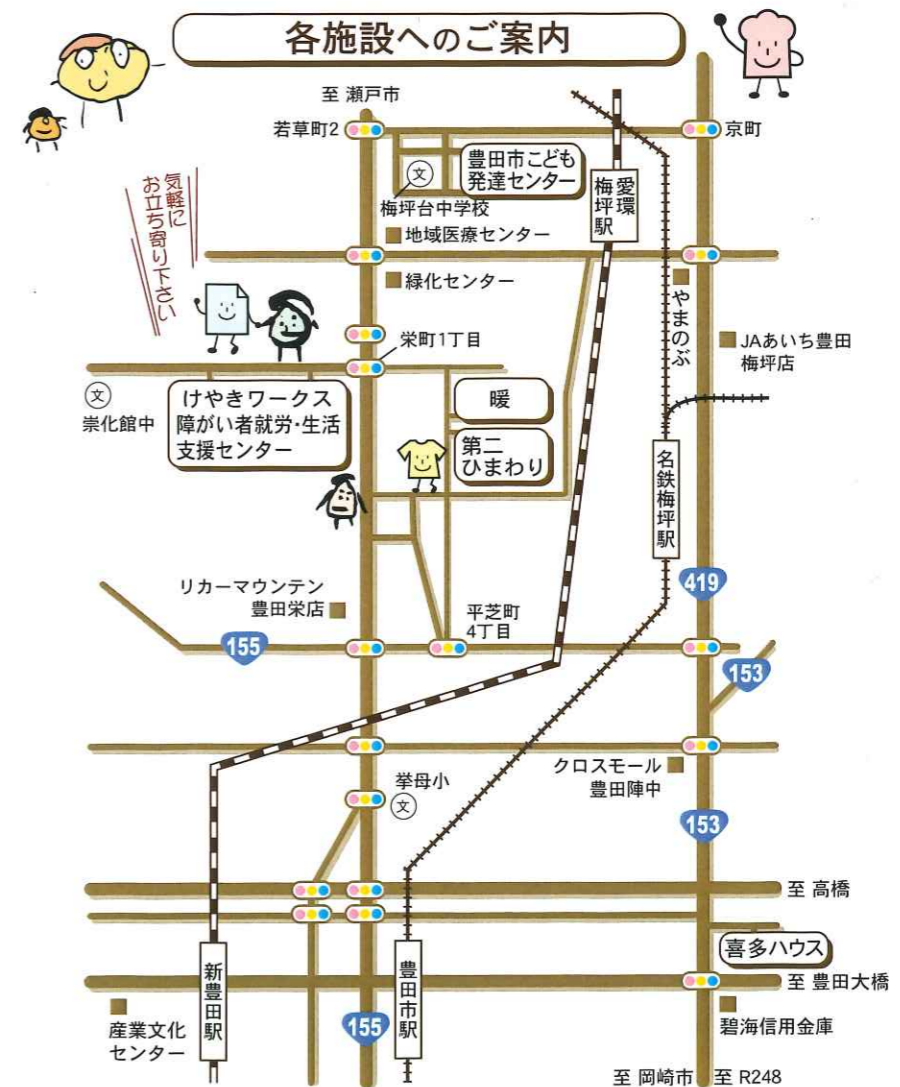 各施設へのご案内
至 瀬戸市
若草町2
京町
豊田市こども
発達センター
文
梅坪台中学校
愛環
梅坪駅
気軽に
お立ち寄り下さい
地域医療センター
緑化センター
やまのぶ
栄町1丁目
JAあいち豊田
梅坪店
文
崇化館中
けやきワークス
障がい者就労・生活
支援センター
暖
第二
ひまわり
名鉄梅坪駅
リカーマウンテン
豊田栄店
平芝町
4丁目
419
155
153
クロスモール
豊田陣中
挙母小
文
153
至 高橋
喜多ハウス
新豊田駅
豊田市駅
至 豊田大橋
産業文化
センター
155
碧海信用金庫
至 岡崎市
至 R248